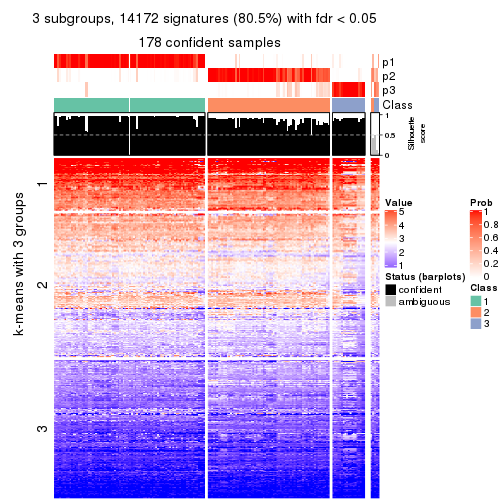 3 subgroups, 14172 signatures (80.5%) with fdr < 0.05
178 confident samples
p1
p2
p3
Class
1
0.5
0
Silhouette
score
k-means with 3 groups
1
2
3
Value
5
4
3
2
1
Status (barplots)
confident
ambiguous
Prob
1
0.8
0.6
0.4
0.2
0
Class
1
2
3